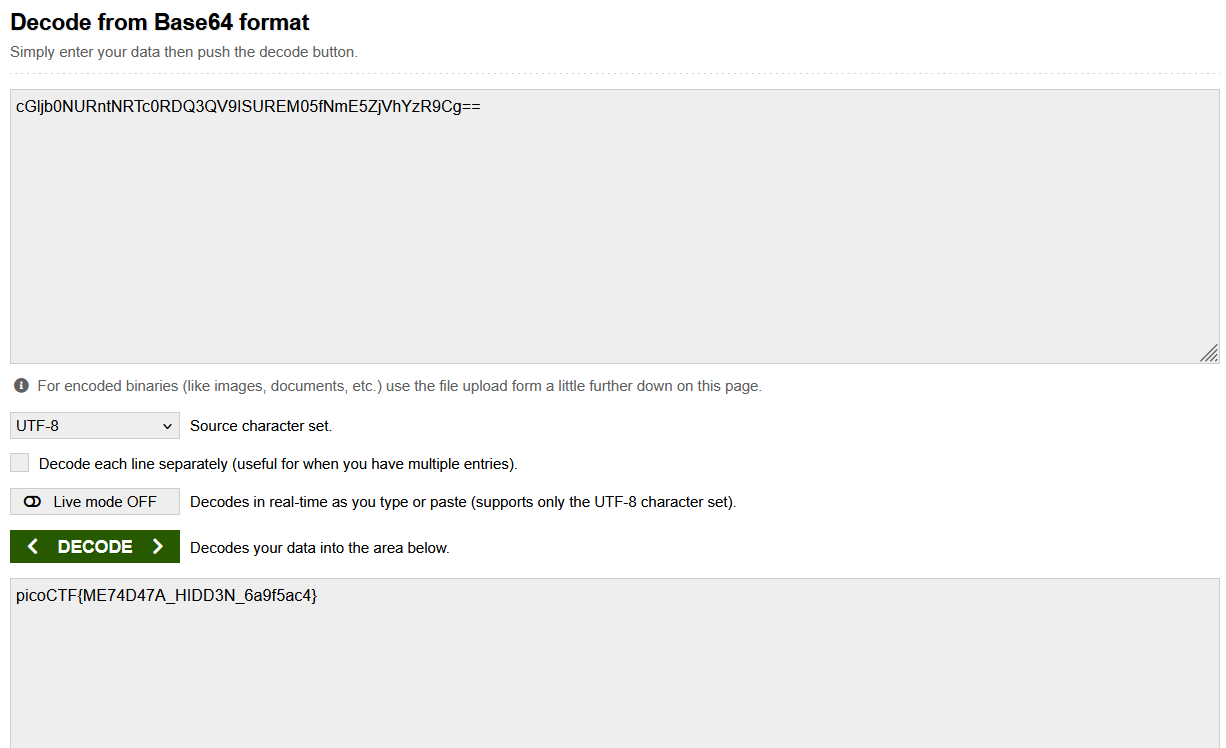 Decode from Base64 format
Simply enter your data then push the decode button.
cGljb0NURntNRTc0RDQ3QV9ISUREM05fNmE5ZjVhYzR9Cg==
For encoded binaries (like images, documents, etc.) use the file upload form a little further down on this page.
UTF-8 Source character set.
Decode each line separately (useful for when you have multiple entries).
Live mode OFF Decodes in real-time as you type or paste (supports only the UTF-8 character set).
DECODE Decodes your data into the area below.
picoCTF{ME74D47A_HIDD3N_6a9f5ac4}